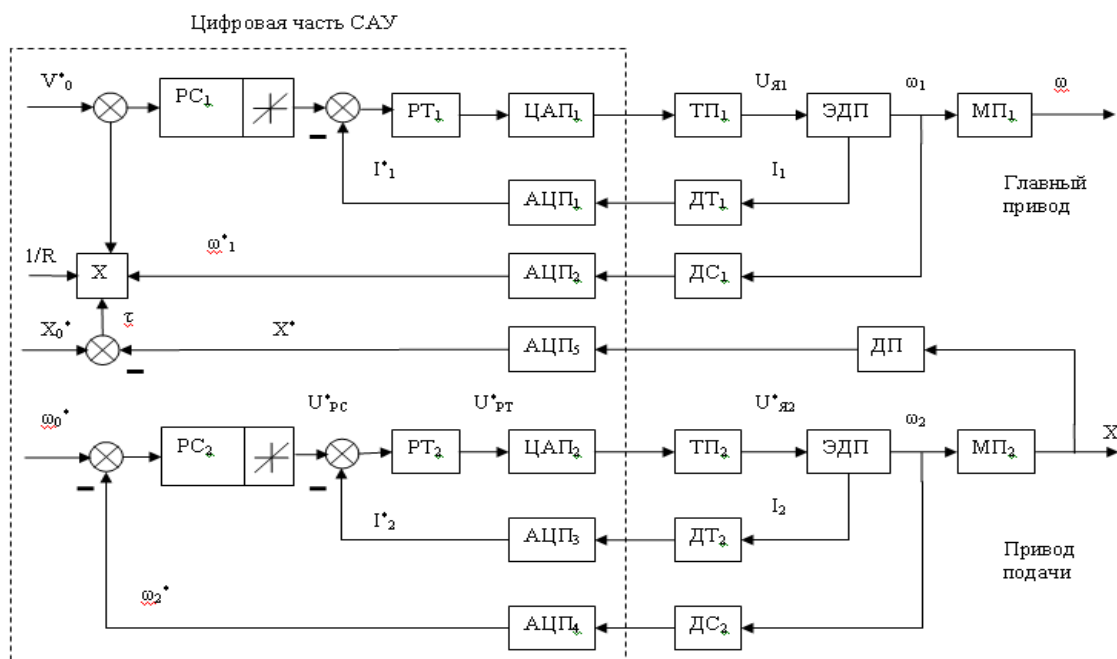 Цифровая часть САУ
V*0
РС1
РТ1
ЦАП1
ТП1
UЯ1
ЭДП
ω1
МП1
ω
I*1
АЦП1
ДТ1
I1
Главный
привод
1/R
X
ω*1
АЦП2
ДС1
τ
X0*
X*
АЦП5
ДП
ω0*
РС2
U*РС
РТ2
U*РТ
ЦАП2
ТП2
U*Я2
ЭДП
ω2
МП2
X
I*2
АЦП3
ДТ2
I2
Привод
подачи
ω2*
АЦП4
ДС2